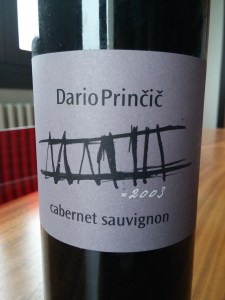 Dario Prinčič
=2003
cabernet sauvignon